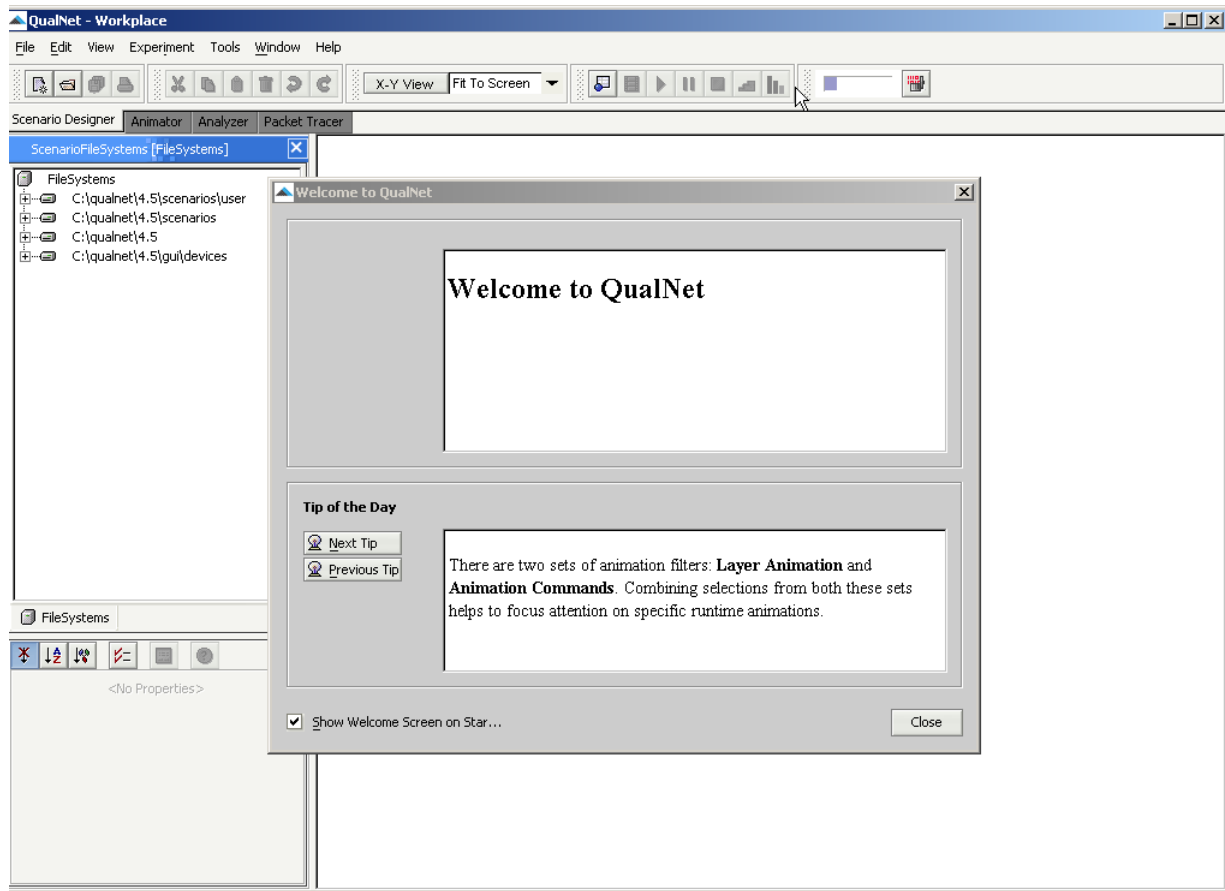 QualNet - Workplace
File Edit View Experiment Tools Window Help
X-Y View Fit To Screen
Scenario Designer Animator Analyzer Packet Tracer
ScenarioFileSystems [FileSystems]
FileSystems
C:\qualnet\4.5\scenarios\user
C:\qualnet\4.5\scenarios
C:\qualnet\4.5
C:\qualnet\4.5\gui\devices
FileSystems
<No Properties>
Welcome to QualNet
Welcome to QualNet
Tip of the Day
Next Tip
Previous Tip
There are two sets of animation filters: Layer Animation and
Animation Commands. Combining selections from both these sets
helps to focus attention on specific runtime animations.
Show Welcome Screen on Star...
Close